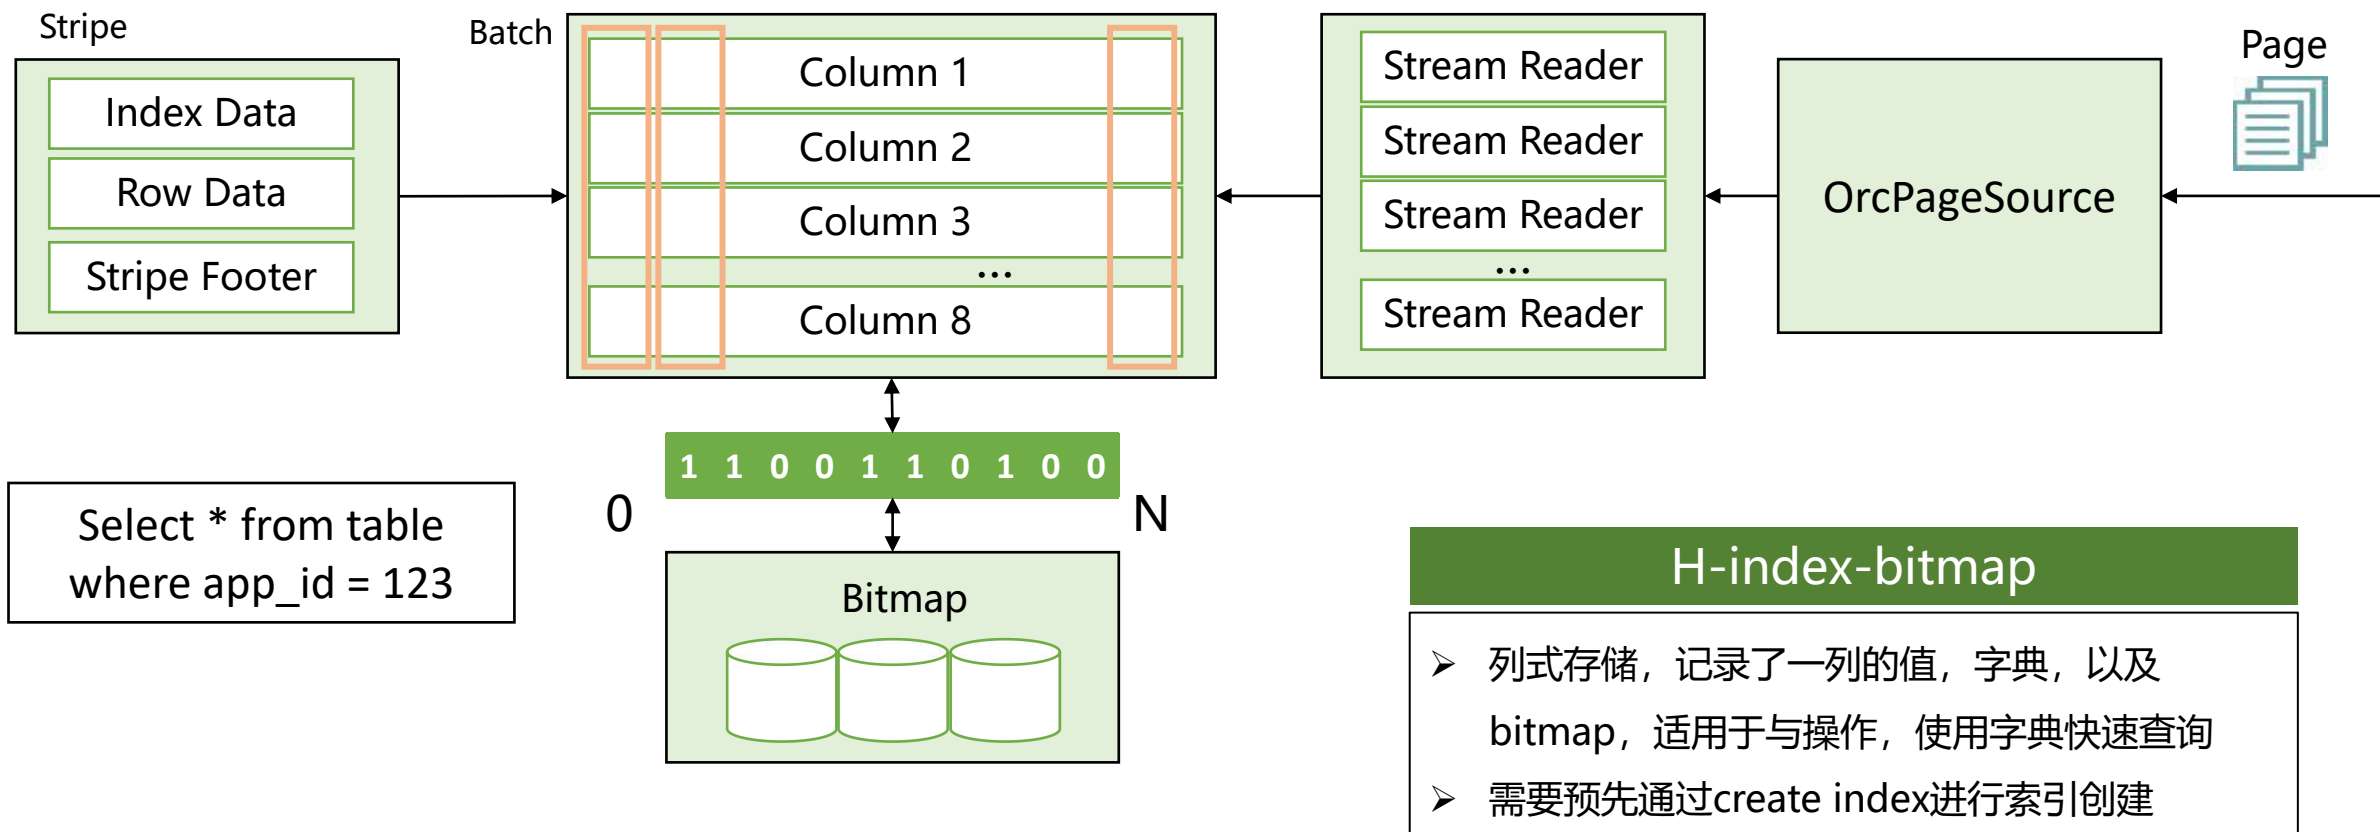 Stripe
Index Data
Row Data
Stripe Footer
Batch
Column 1
Column 2
Column 3
...
Column 8
Stream Reader
Stream Reader
Stream Reader
...
Stream Reader
OrcPageSource
Page
1 1 0 0 1 1 0 1 0 0
0
N
Bitmap
Select * from table
where app_id = 123
H-index-bitmap
➢ 列式存储，记录了一列的值，字典，以及
bitmap，适用于与操作，使用字典快速查询
➢ 需要预先通过create index进行索引创建